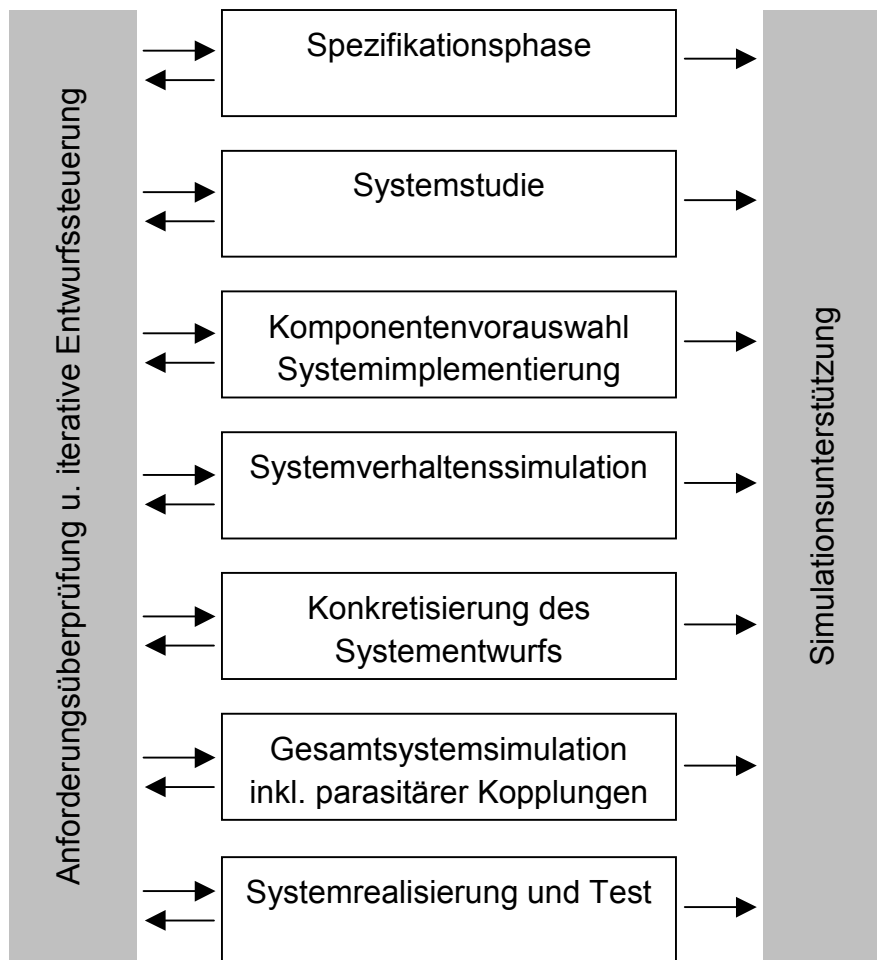 Anforderungsüberprüfung u. iterative Entwurfssteuerung
Spezifikationsphase
Systemstudie
Komponentenvorauswahl
Systemimplementierung
Systemverhaltenssimulation
Konkretisierung des
Systementwurfs
Gesamtsystemsimulation
inkl. parasitärer Kopplungen
Systemrealisierung und Test
Simulationsunterstützung